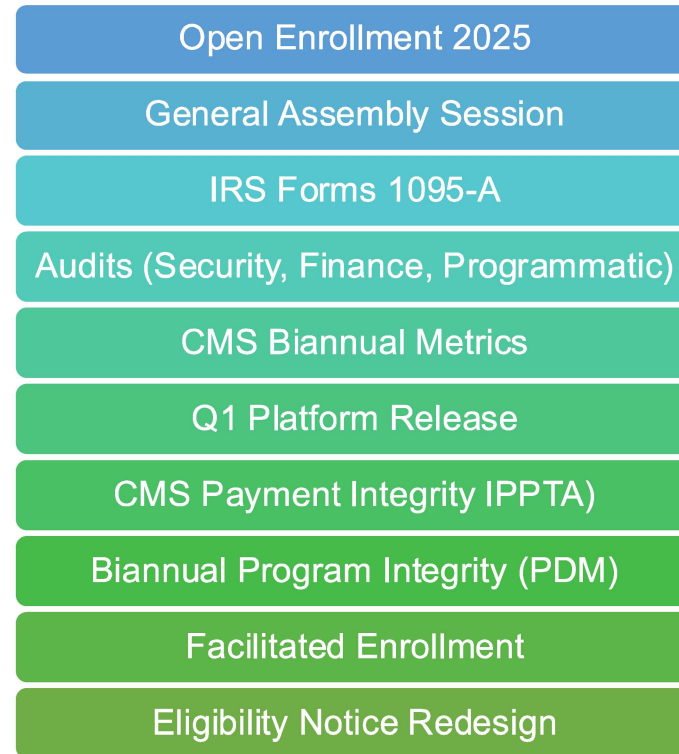 Open Enrollment 2025
General Assembly Session
IRS Forms 1095-A
Audits (Security, Finance, Programmatic)
CMS Biannual Metrics
Q1 Platform Release
CMS Payment Integrity IPPTA)
Biannual Program Integrity (PDM)
Facilitated Enrollment
Eligibility Notice Redesign